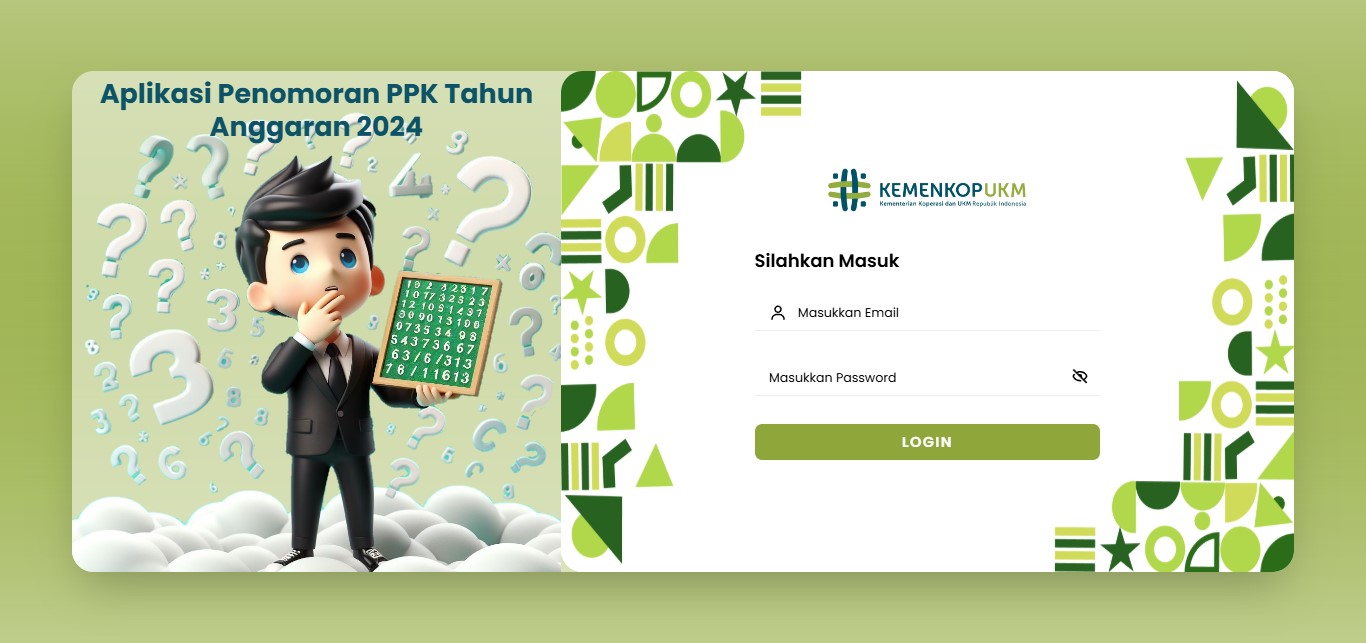 Aplikasi Penomoran PPK Tahun
Anggaran 2024
KEMENKOPUKM
Kementerian Koperasi dan UKM Republik Indonesia
Silahkan Masuk
Masukkan Email
Masukkan Password
LOGIN